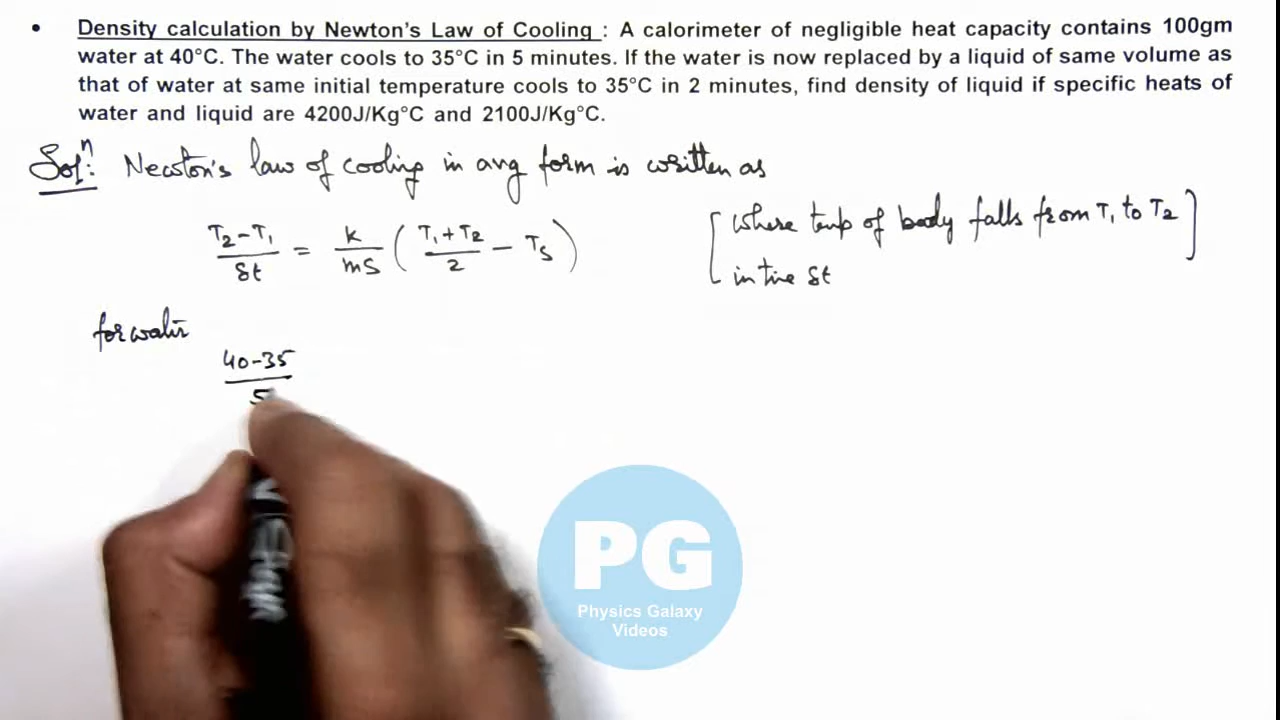 • Density calculation by Newton's Law of Cooling : A calorimeter of negligible heat capacity contains 100gm
water at 40°C. The water cools to 35°C in 5 minutes. If the water is now replaced by a liquid of same volume as
that of water at same initial temperature cools to 35°C in 2 minutes, find density of liquid if specific heats of
water and liquid are 4200J/Kg°C and 2100J/Kg°C.
Solⁿ: Newton's law of cooling in avg form is written as
(T₂ - T₁)/δt = k/ms ( (T₁ + T₂)/2 - Ts )
[where temp of body falls from T₁ to T₂
in time δt]
for water
40-35
5
PG
Physics Galaxy
Videos